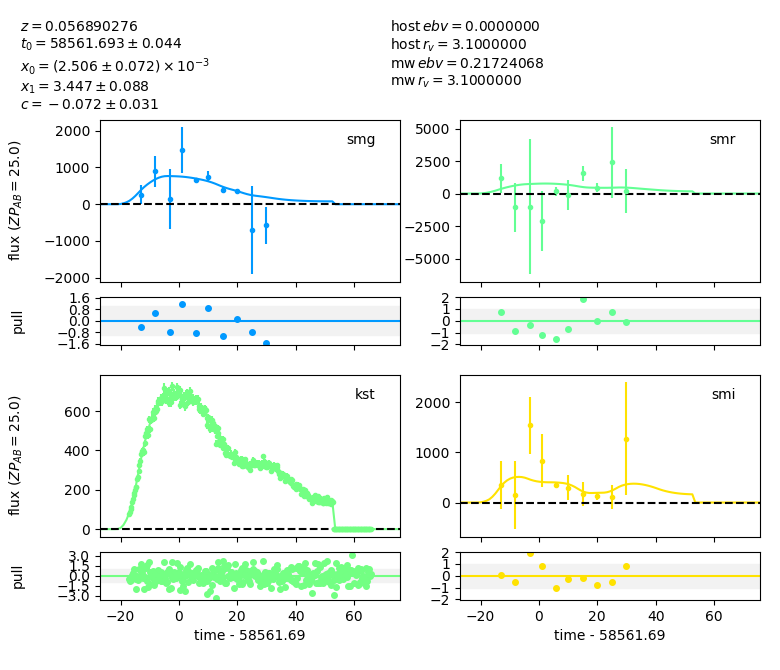 z = 0.056890276
t₀ = 58561.693 ± 0.044
x₀ = (2.506 ± 0.072) × 10⁻³
x₁ = 3.447 ± 0.088
c = −0.072 ± 0.031
host ebv = 0.0000000
host r_v = 3.1000000
mw ebv = 0.21724068
mw r_v = 3.1000000
flux (ZP_AB = 25.0)
2000
1000
0
−1000
−2000
smg
5000
2500
0
−2500
−5000
smr
pull
1.6
0.8
0.0
−0.8
−1.6
2
1
0
−1
−2
flux (ZP_AB = 25.0)
600
400
200
0
kst
2000
1000
0
smi
pull
3.0
1.5
0.0
−1.5
−3.0
−20 0 20 40 60
time - 58561.69
2
1
0
−1
−2
−20 0 20 40 60
time - 58561.69